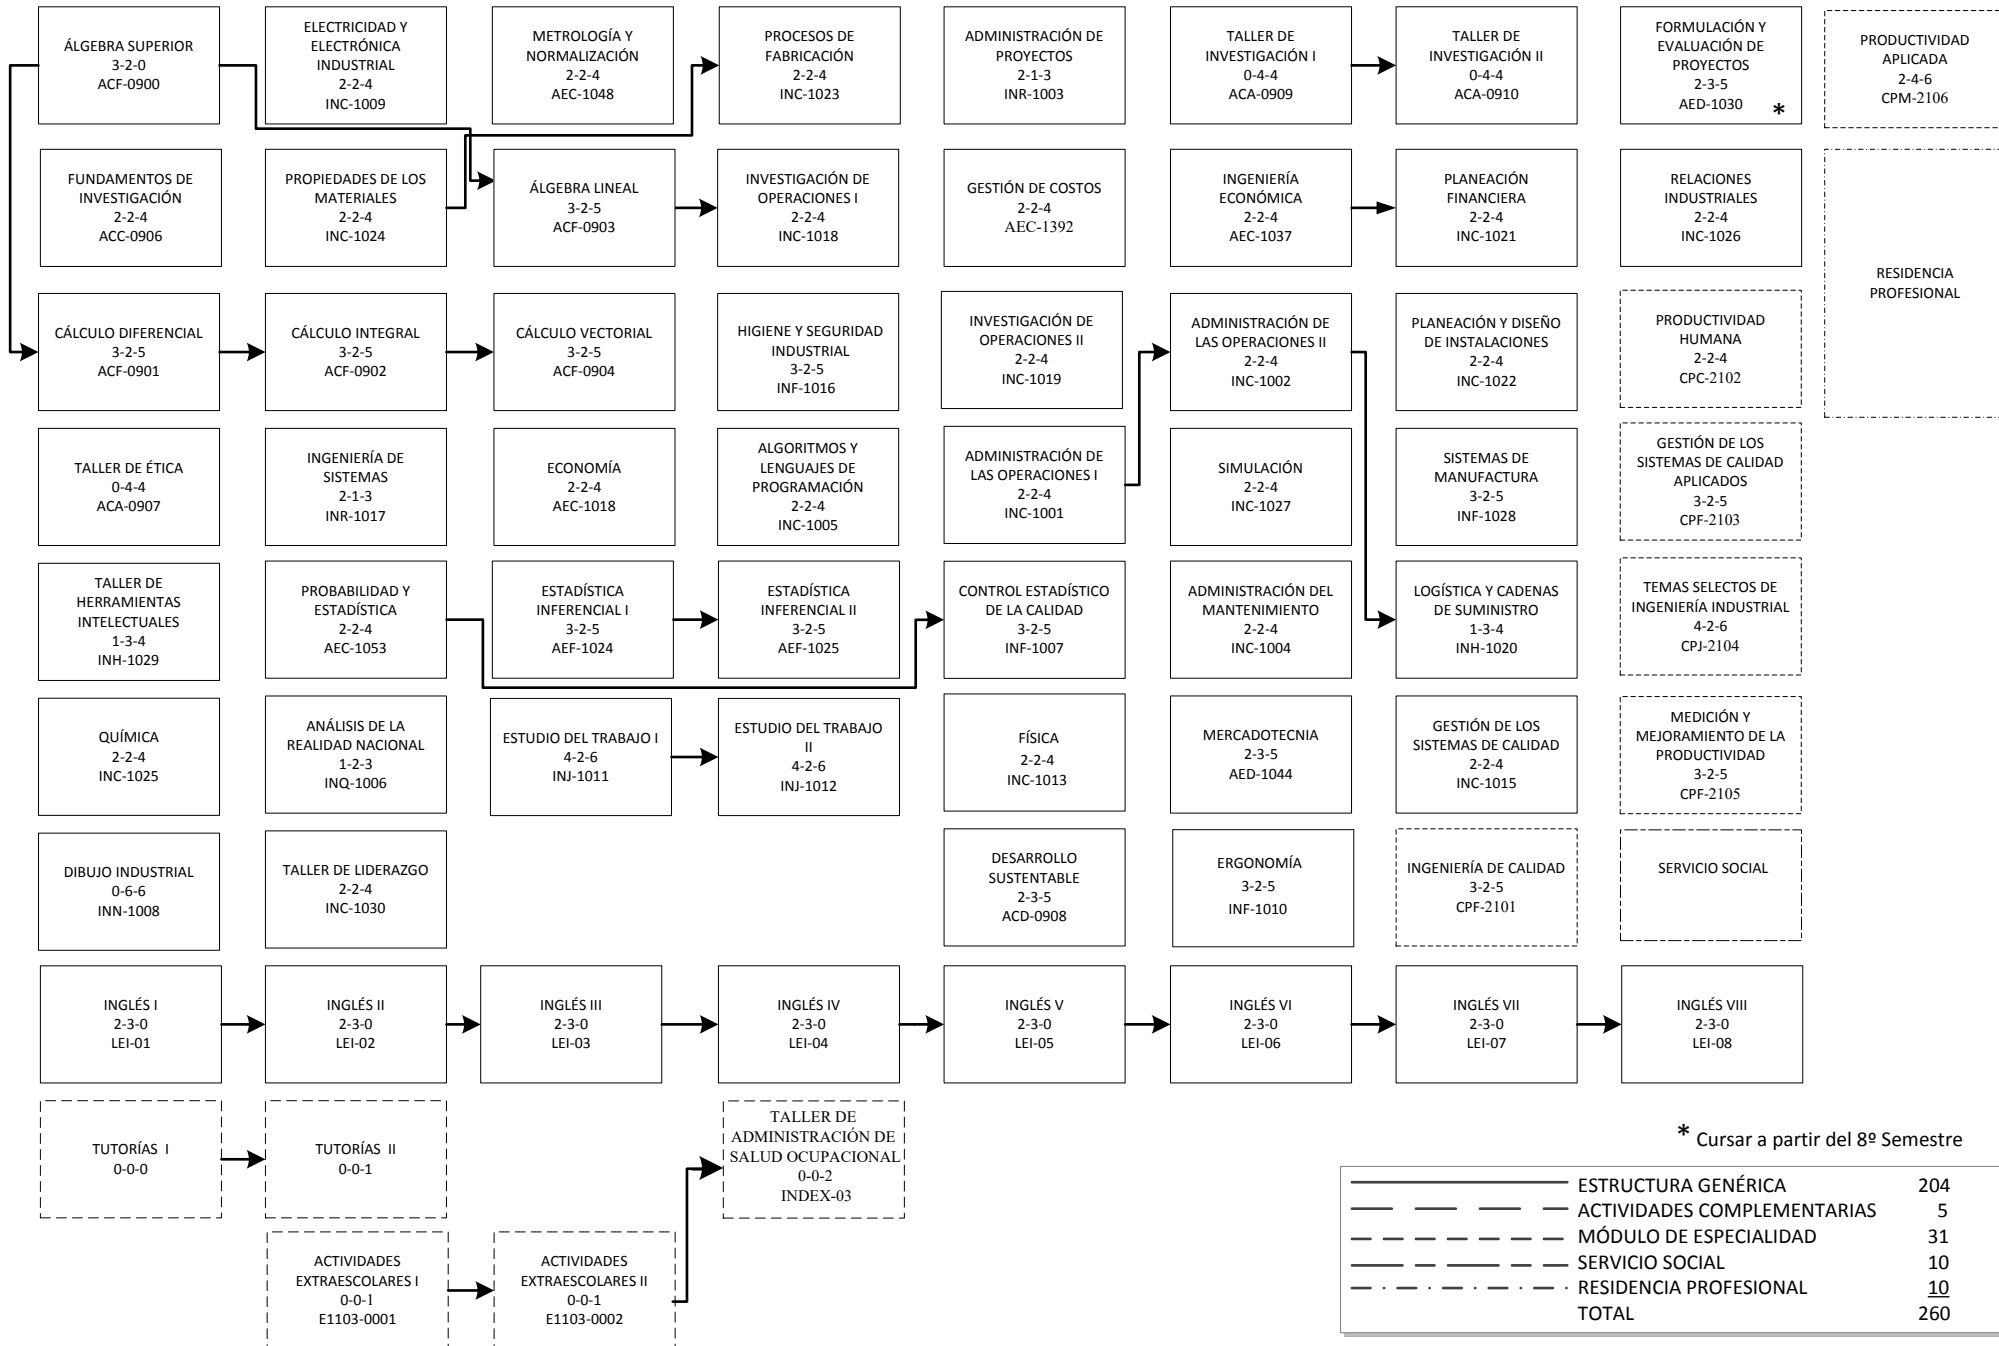 ÁLGEBRA SUPERIOR
3-2-0
ACF-0900
ELECTRICIDAD Y
ELECTRÓNICA
INDUSTRIAL
2-2-4
INC-1009
METROLOGÍA Y
NORMALIZACIÓN
2-2-4
AEC-1048
PROCESOS DE
FABRICACIÓN
2-2-4
INC-1023
ADMINISTRACIÓN DE
PROYECTOS
2-1-3
INR-1003
TALLER DE
INVESTIGACIÓN I
0-4-4
ACA-0909
TALLER DE
INVESTIGACIÓN II
0-4-4
ACA-0910
FORMULACIÓN Y
EVALUACIÓN DE
PROYECTOS
2-3-5
AED-1030
*
PRODUCTIVIDAD
APLICADA
2-4-6
CPM-2106
FUNDAMENTOS DE
INVESTIGACIÓN
2-2-4
ACC-0906
PROPIEDADES DE LOS
MATERIALES
2-2-4
INC-1024
ÁLGEBRA LINEAL
3-2-5
ACF-0903
INVESTIGACIÓN DE
OPERACIONES I
2-2-4
INC-1018
GESTIÓN DE COSTOS
2-2-4
AEC-1392
INGENIERÍA
ECONÓMICA
2-2-4
AEC-1037
PLANEACIÓN
FINANCIERA
2-2-4
INC-1021
RELACIONES
INDUSTRIALES
2-2-4
INC-1026
RESIDENCIA
PROFESIONAL
CÁLCULO DIFERENCIAL
3-2-5
ACF-0901
CÁLCULO INTEGRAL
3-2-5
ACF-0902
CÁLCULO VECTORIAL
3-2-5
ACF-0904
HIGIENE Y SEGURIDAD
INDUSTRIAL
3-2-5
INF-1016
INVESTIGACIÓN DE
OPERACIONES II
2-2-4
INC-1019
ADMINISTRACIÓN DE
LAS OPERACIONES II
2-2-4
INC-1002
PLANEACIÓN Y DISEÑO
DE INSTALACIONES
2-2-4
INC-1022
PRODUCTIVIDAD
HUMANA
2-2-4
CPC-2102
TALLER DE ÉTICA
0-4-4
ACA-0907
INGENIERÍA DE
SISTEMAS
2-1-3
INR-1017
ECONOMÍA
2-2-4
AEC-1018
ALGORITMOS Y
LENGUAJES DE
PROGRAMACIÓN
2-2-4
INC-1005
ADMINISTRACIÓN DE
LAS OPERACIONES I
2-2-4
INC-1001
SIMULACIÓN
2-2-4
INC-1027
SISTEMAS DE
MANUFACTURA
3-2-5
INF-1028
GESTIÓN DE LOS
SISTEMAS DE CALIDAD
APLICADOS
3-2-5
CPF-2103
TALLER DE
HERRAMIENTAS
INTELECTUALES
1-3-4
INH-1029
PROBABILIDAD Y
ESTADÍSTICA
2-2-4
AEC-1053
ESTADÍSTICA
INFERENCIAL I
3-2-5
AEF-1024
ESTADÍSTICA
INFERENCIAL II
3-2-5
AEF-1025
CONTROL ESTADÍSTICO
DE LA CALIDAD
3-2-5
INF-1007
ADMINISTRACIÓN DEL
MANTENIMIENTO
2-2-4
INC-1004
LOGÍSTICA Y CADENAS
DE SUMINISTRO
1-3-4
INH-1020
TEMAS SELECTOS DE
INGENIERÍA INDUSTRIAL
4-2-6
CPJ-2104
QUÍMICA
2-2-4
INC-1025
ANÁLISIS DE LA
REALIDAD NACIONAL
1-2-3
INQ-1006
ESTUDIO DEL TRABAJO I
4-2-6
INJ-1011
ESTUDIO DEL TRABAJO
II
4-2-6
INJ-1012
FÍSICA
2-2-4
INC-1013
MERCADOTECNIA
2-3-5
AED-1044
GESTIÓN DE LOS
SISTEMAS DE CALIDAD
2-2-4
INC-1015
MEDICIÓN Y
MEJORAMIENTO DE LA
PRODUCTIVIDAD
3-2-5
CPF-2105
DIBUJO INDUSTRIAL
0-6-6
INN-1008
TALLER DE LIDERAZGO
2-2-4
INC-1030
DESARROLLO
SUSTENTABLE
2-3-5
ACD-0908
ERGONOMÍA
3-2-5
INF-1010
INGENIERÍA DE CALIDAD
3-2-5
CPF-2101
SERVICIO SOCIAL
INGLÉS I
2-3-0
LEI-01
INGLÉS II
2-3-0
LEI-02
INGLÉS III
2-3-0
LEI-03
INGLÉS IV
2-3-0
LEI-04
INGLÉS V
2-3-0
LEI-05
INGLÉS VI
2-3-0
LEI-06
INGLÉS VII
2-3-0
LEI-07
INGLÉS VIII
2-3-0
LEI-08
TUTORÍAS I
0-0-0
TUTORÍAS II
0-0-1
TALLER DE
ADMINISTRACIÓN DE
SALUD OCUPACIONAL
0-0-2
INDEX-03
ACTIVIDADES
EXTRAESCOLARES I
0-0-1
E1103-0001
ACTIVIDADES
EXTRAESCOLARES II
0-0-1
E1103-0002
* Cursar a partir del 8º Semestre
ESTRUCTURA GENÉRICA 204
ACTIVIDADES COMPLEMENTARIAS 5
MÓDULO DE ESPECIALIDAD 31
SERVICIO SOCIAL 10
RESIDENCIA PROFESIONAL 10
TOTAL 260